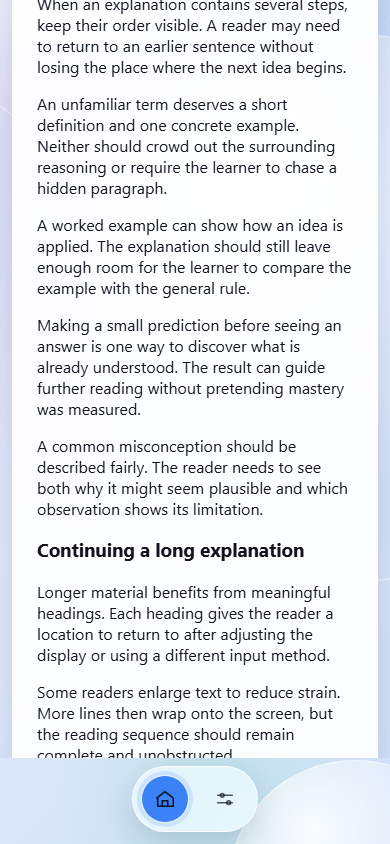 When an explanation contains several steps,
keep their order visible. A reader may need
to return to an earlier sentence without
losing the place where the next idea begins.
An unfamiliar term deserves a short
definition and one concrete example.
Neither should crowd out the surrounding
reasoning or require the learner to chase a
hidden paragraph.
A worked example can show how an idea is
applied. The explanation should still leave
enough room for the learner to compare the
example with the general rule.
Making a small prediction before seeing an
answer is one way to discover what is
already understood. The result can guide
further reading without pretending mastery
was measured.
A common misconception should be
described fairly. The reader needs to see
both why it might seem plausible and which
observation shows its limitation.
Continuing a long explanation
Longer material benefits from meaningful
headings. Each heading gives the reader a
location to return to after adjusting the
display or using a different input method.
Some readers enlarge text to reduce strain.
More lines then wrap onto the screen, but
the reading sequence should remain
complete and unobstructed.